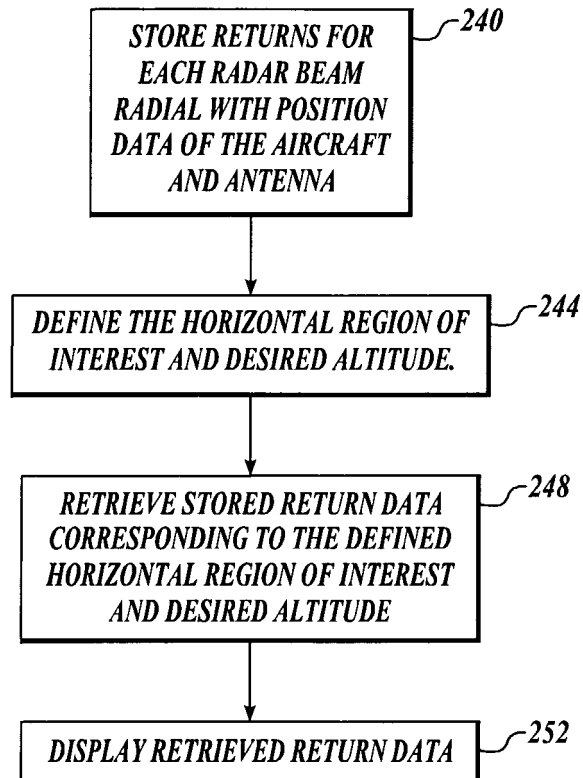 STORE RETURNS FOR
EACH RADAR BEAM
RADIAL WITH POSITION
DATA OF THE AIRCRAFT
AND ANTENNA
240
DEFINE THE HORIZONTAL REGION OF
INTEREST AND DESIRED ALTITUDE.
244
RETRIEVE STORED RETURN DATA
CORRESPONDING TO THE DEFINED
HORIZONTAL REGION OF INTEREST
AND DESIRED ALTITUDE
248
DISPLAY RETRIEVED RETURN DATA
252